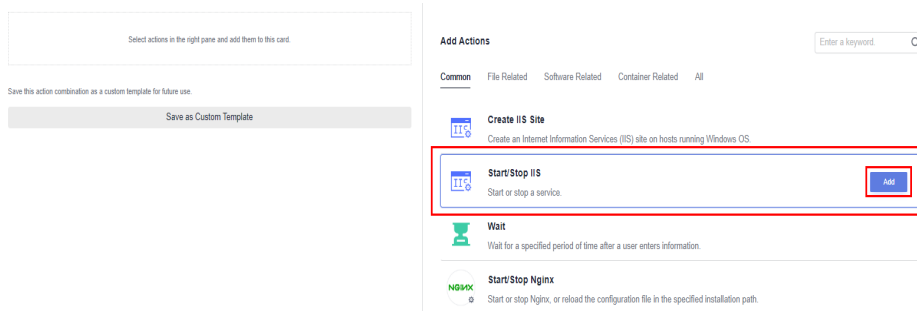 Select actions in the right pane and add them to this card.
Save this action combination as a custom template for future use.
Save as Custom Template
Add Actions
Enter a keyword.
Common File Related Software Related Container Related All
IIS
Create IIS Site
Create an Internet Information Services (IIS) site on hosts running Windows OS.
IIS
Start/Stop IIS
Start or stop a service.
Add
Wait
Wait for a specified period of time after a user enters information.
NGINX
Start/Stop Nginx
Start or stop Nginx, or reload the configuration file in the specified installation path.